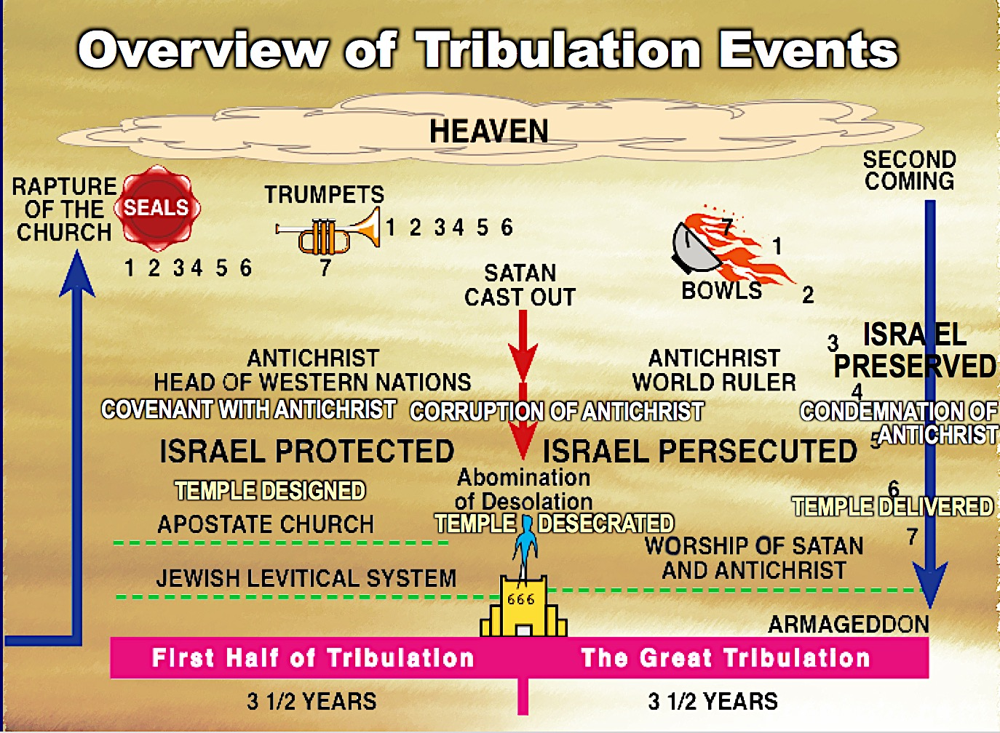 Overview of Tribulation Events
HEAVEN
RAPTURE
OF THE
CHURCH
SEALS
1 2 3 4 5 6
TRUMPETS
1 2 3 4 5 6
7
SATAN
CAST OUT
7
1
BOWLS
2
SECOND
COMING
3
ISRAEL
PRESERVED
4
ANTICHRIST
HEAD OF WESTERN NATIONS
ANTICHRIST
WORLD RULER
COVENANT WITH ANTICHRIST
CORRUPTION OF ANTICHRIST
CONDEMNATION OF
ANTICHRIST
5
ISRAEL PROTECTED
ISRAEL PERSECUTED
Abomination
of Desolation
6
TEMPLE DESIGNED
TEMPLE DESECRATED
TEMPLE DELIVERED
APOSTATE CHURCH
7
WORSHIP OF SATAN
AND ANTICHRIST
JEWISH LEVITICAL SYSTEM
666
ARMAGEDDON
First Half of Tribulation
The Great Tribulation
3 1/2 YEARS
3 1/2 YEARS